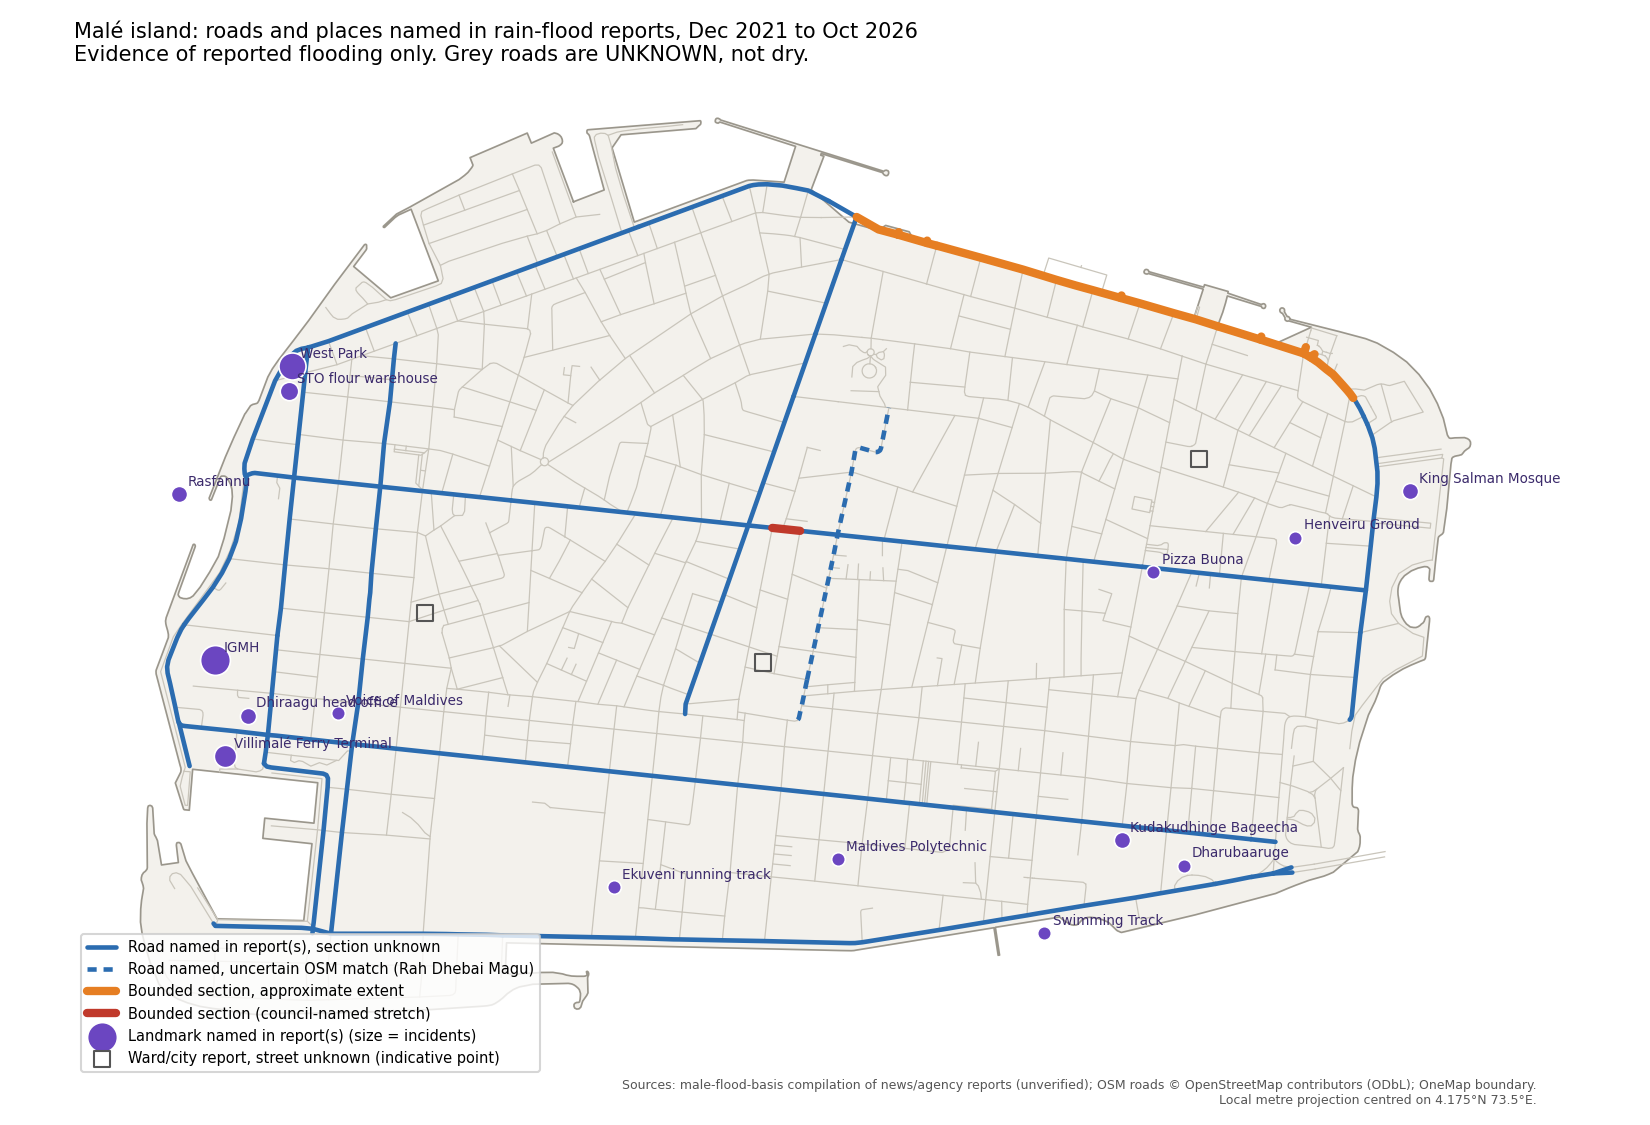 Malé island: roads and places named in rain-flood reports, Dec 2021 to Oct 2026
Evidence of reported flooding only. Grey roads are UNKNOWN, not dry.
West Park
STO flour warehouse
Rasfannu
King Salman Mosque
Henveiru Ground
Pizza Buona
IGMH
Dhiraagu head office
Voice of Maldives
Villimalé Ferry Terminal
Kudakudhinge Bageecha
Maldives Polytechnic
Dharubaaruge
Ekuveni running track
Swimming Track
Road named in report(s), section unknown
Road named, uncertain OSM match (Rah Dhebai Magu)
Bounded section, approximate extent
Bounded section (council-named stretch)
Landmark named in report(s) (size = incidents)
Ward/city report, street unknown (indicative point)
Sources: male-flood-basis compilation of news/agency reports (unverified); OSM roads © OpenStreetMap contributors (ODbL); OneMap boundary.
Local metre projection centred on 4.175°N 73.5°E.